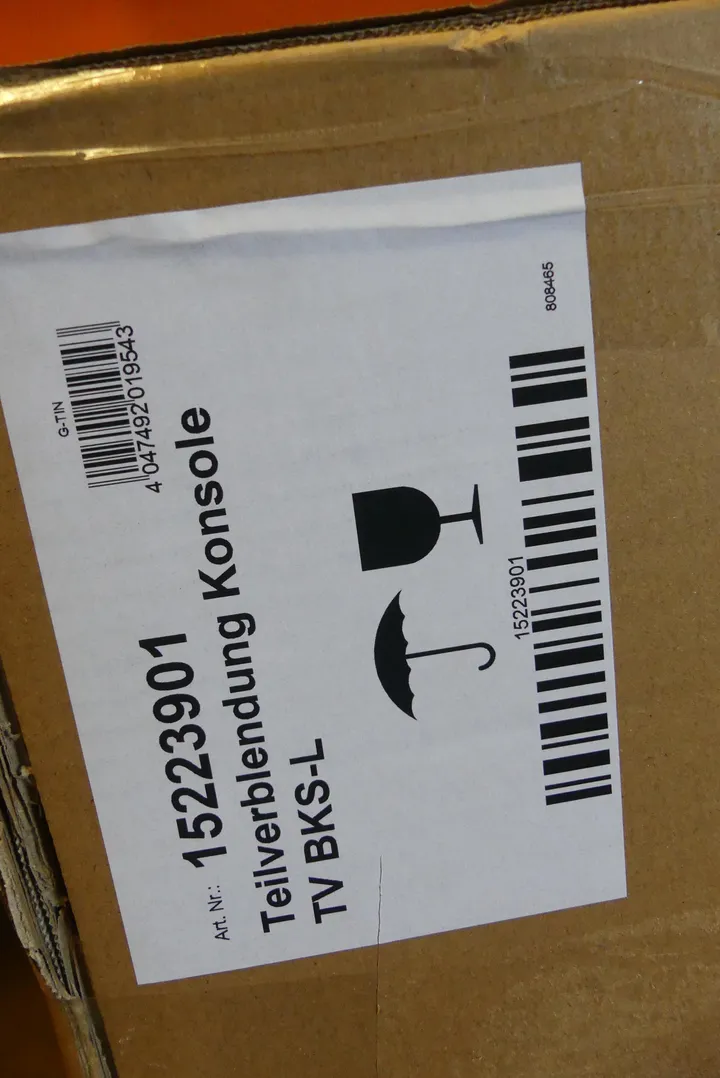 G-TIN
4 047492 019543
Art. Nr.: 15223901
Teilverblendung Konsole
TV BKS-L
15223901
808465